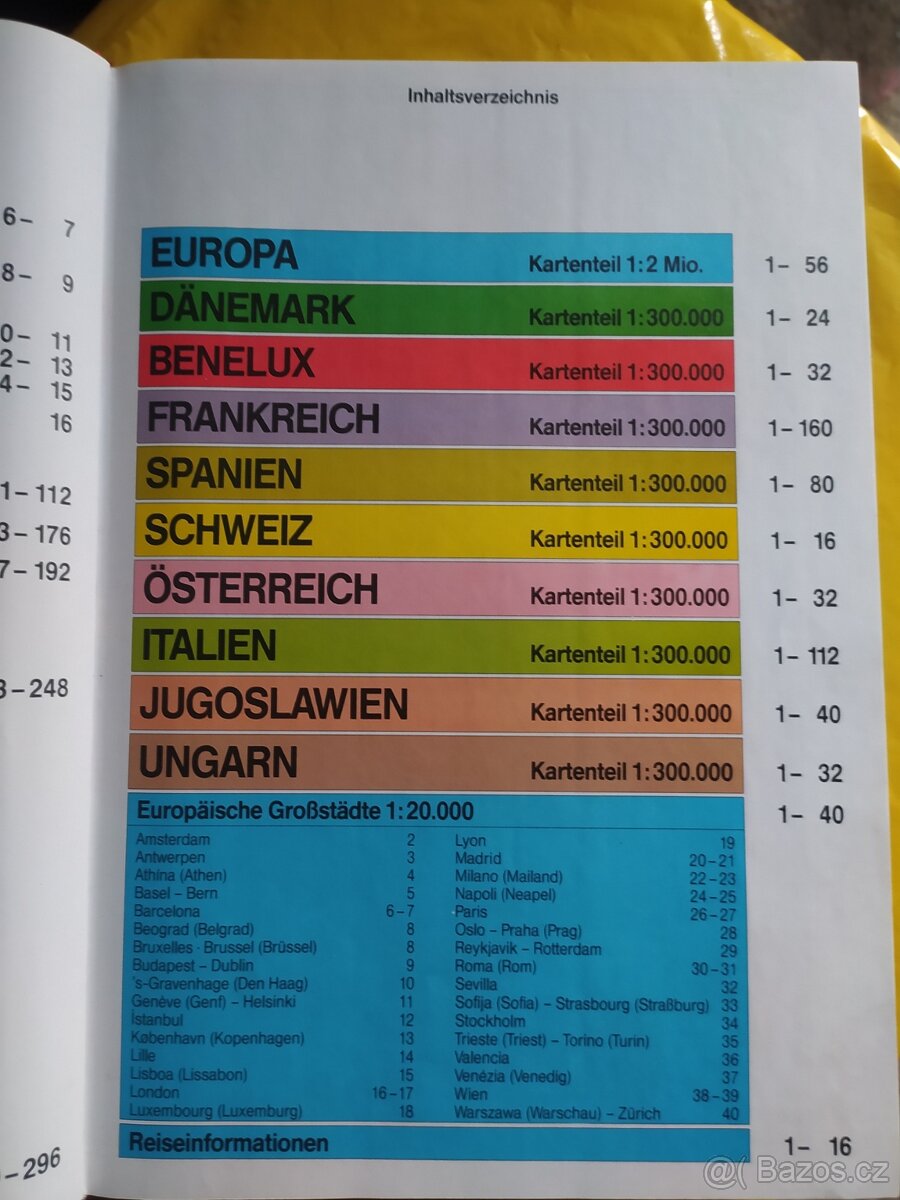 Inhaltsverzeichnis
6– 7
8– 9
0– 11
2– 13
4– 15
16
1–112
3–176
7–192
3–248
–296
EUROPA Kartenteil 1:2 Mio. 1– 56
DÄNEMARK Kartenteil 1:300.000 1– 24
BENELUX Kartenteil 1:300.000 1– 32
FRANKREICH Kartenteil 1:300.000 1–160
SPANIEN Kartenteil 1:300.000 1– 80
SCHWEIZ Kartenteil 1:300.000 1– 16
ÖSTERREICH Kartenteil 1:300.000 1– 32
ITALIEN Kartenteil 1:300.000 1–112
JUGOSLAWIEN Kartenteil 1:300.000 1– 40
UNGARN Kartenteil 1:300.000 1– 32
Europäische Großstädte 1:20.000 1– 40
Amsterdam 2
Antwerpen 3
Athína (Athen) 4
Basel – Bern 5
Barcelona 6–7
Beograd (Belgrad) 8
Bruxelles · Brussel (Brüssel) 8
Budapest – Dublin 9
's-Gravenhage (Den Haag) 10
Genève (Genf) – Helsinki 11
İstanbul 12
København (Kopenhagen) 13
Lille 14
Lisboa (Lissabon) 15
London 16–17
Luxembourg (Luxemburg) 18
Lyon 19
Madrid 20–21
Milano (Mailand) 22–23
Napoli (Neapel) 24–25
Paris 26–27
Oslo – Praha (Prag) 28
Reykjavik – Rotterdam 29
Roma (Rom) 30–31
Sevilla 32
Sofija (Sofia) – Strasbourg (Straßburg) 33
Stockholm 34
Trieste (Triest) – Torino (Turin) 35
Valencia 36
Venézia (Venedig) 37
Wien 38–39
Warszawa (Warschau) – Zürich 40
Reiseinformationen 1– 16
@ Bazos.cz